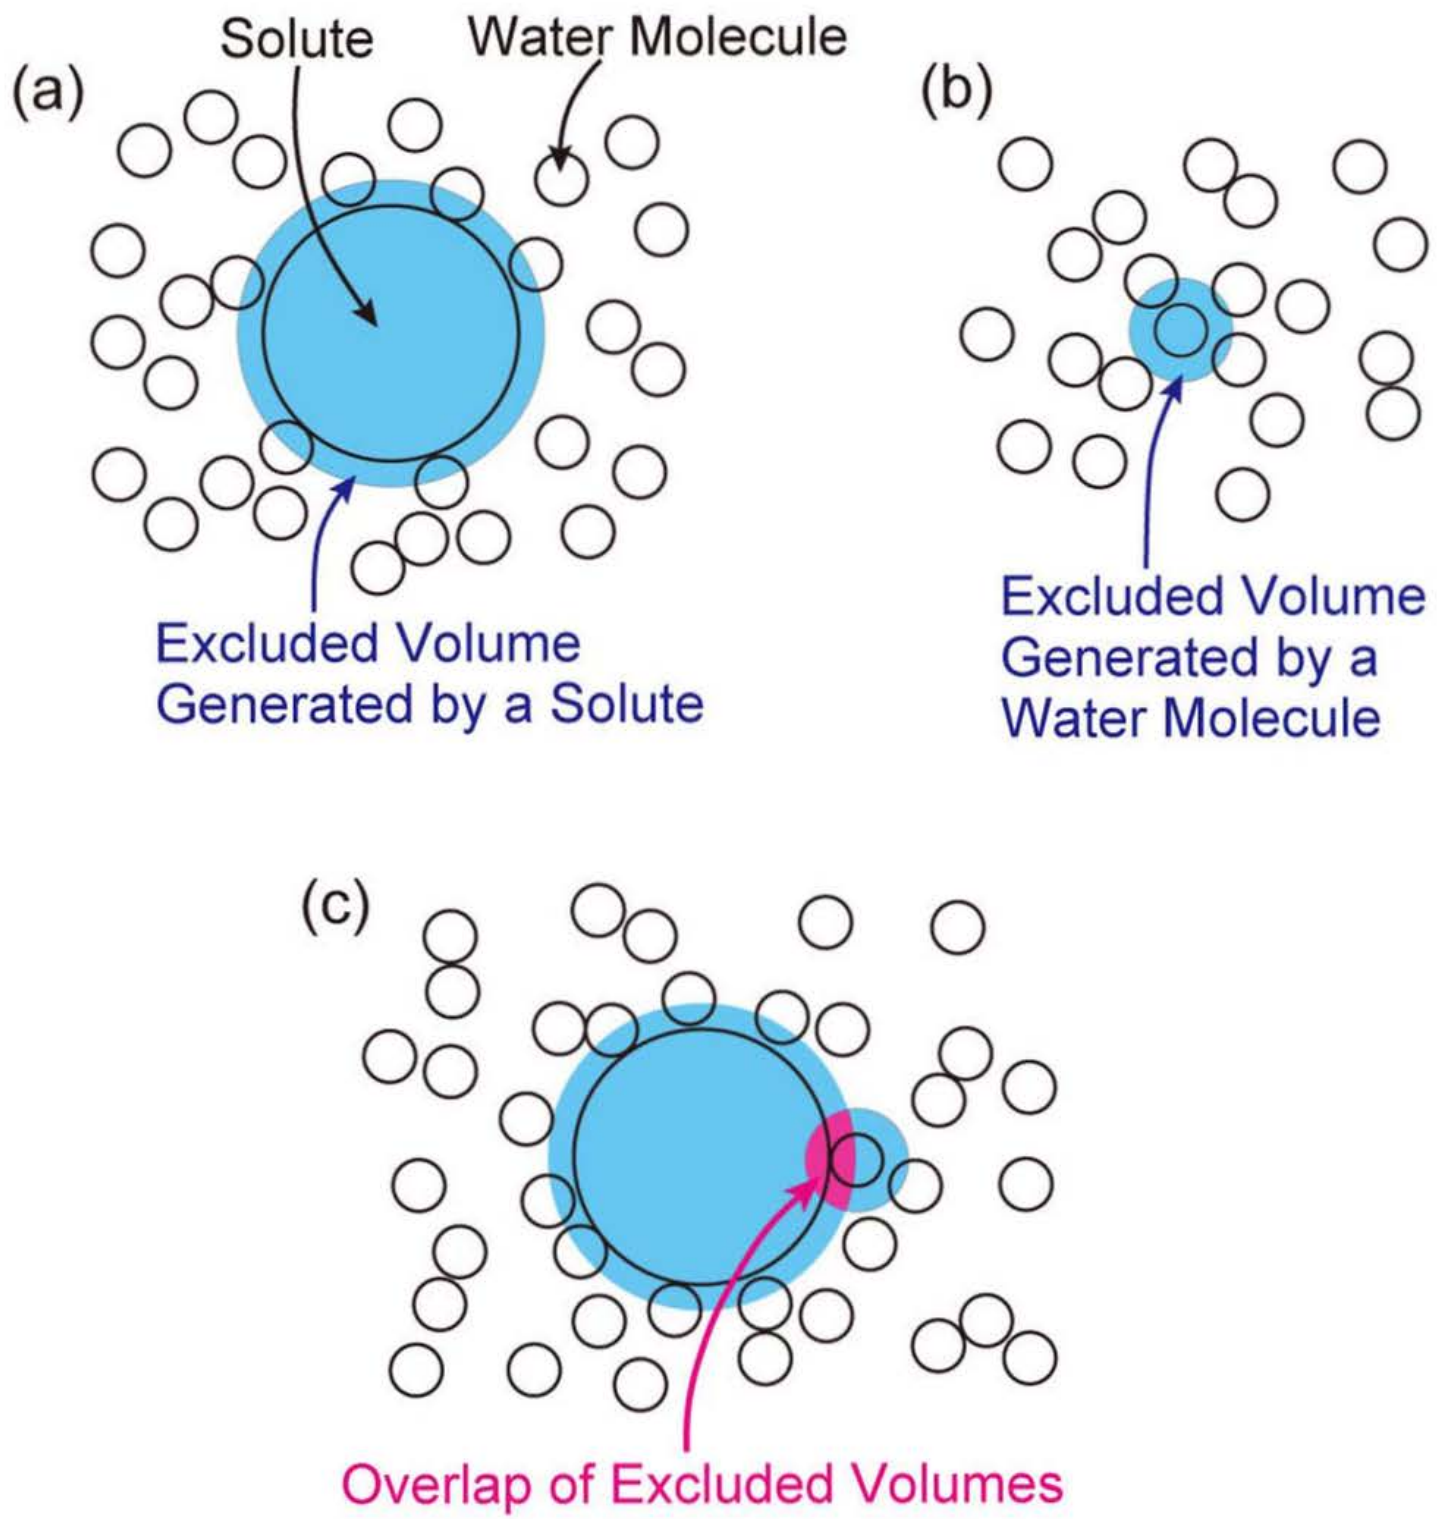 Solute
Water Molecule
(a)
(b)
Excluded Volume
Generated by a Solute
Excluded Volume
Generated by a
Water Molecule
(c)
Overlap of Excluded Volumes